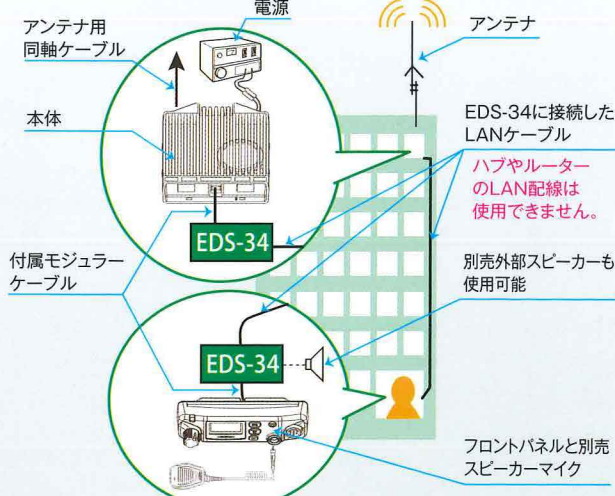 電源
アンテナ用
同軸ケーブル
アンテナ
本体
EDS-34に接続した
LANケーブル
ハブやルーター
のLAN配線は
使用できません。
EDS-34
付属モジュラー
ケーブル
別売外部スピーカーも
使用可能
EDS-34
フロントパネルと別売
スピーカーマイク